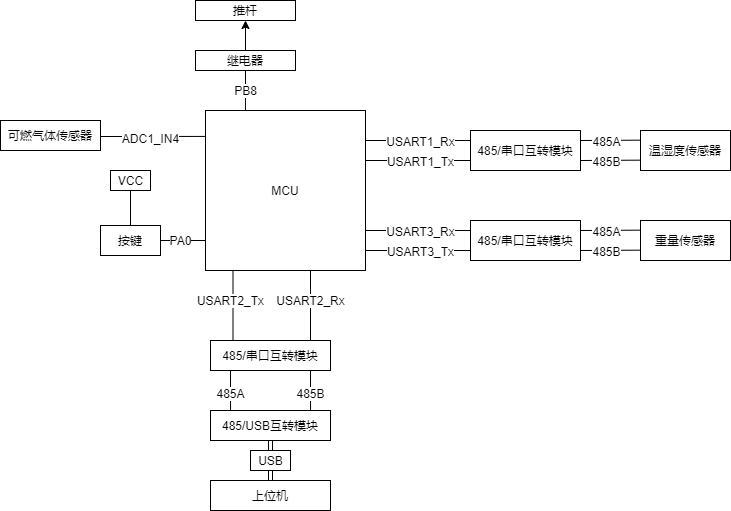 推杆
继电器
PB8
可燃气体传感器
ADC1_IN4
VCC
按键
PA0
MCU
USART1_Rx
USART1_Tx
485/串口互转模块
485A
485B
温湿度传感器
USART3_Rx
USART3_Tx
485/串口互转模块
485A
485B
重量传感器
USART2_Tx
USART2_Rx
485/串口互转模块
485A
485B
485/USB互转模块
USB
上位机